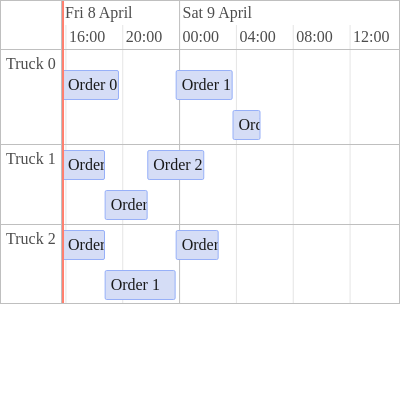 Fri 8 April Sat 9 April
16:00 20:00 00:00 04:00 08:00 12:00
Truck 0
Order 0 Order 1
Orc
Truck 1
Order Order 2
Order
Truck 2
Order Order
Order 1